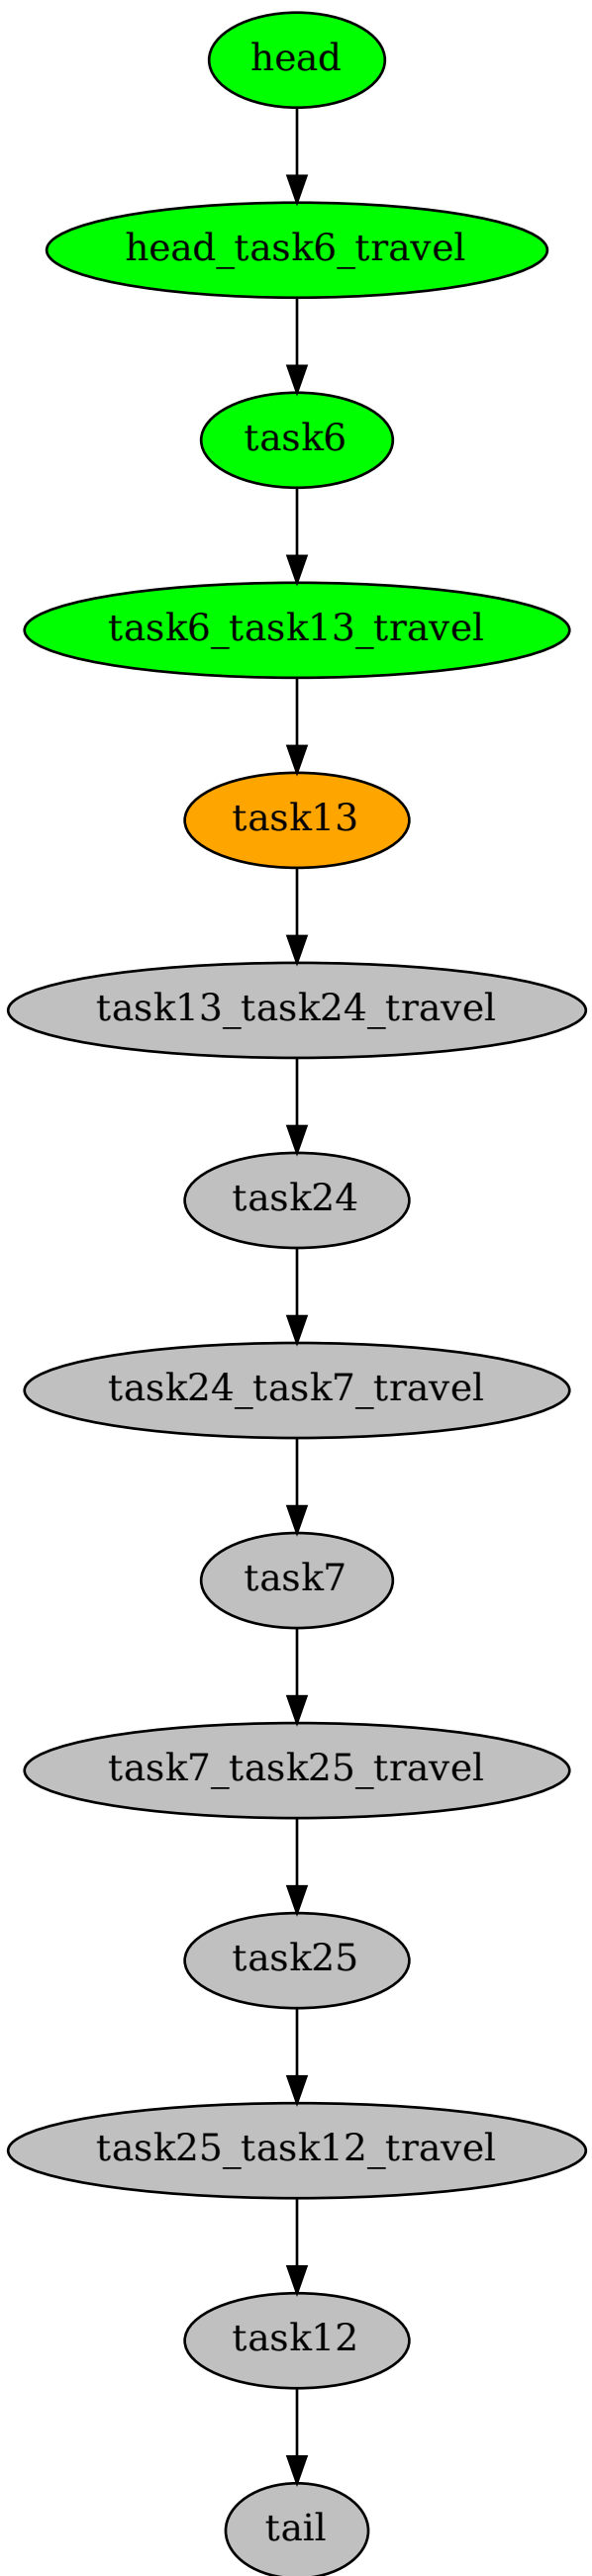 head
head_task6_travel
task6
task6_task13_travel
task13
task13_task24_travel
task24
task24_task7_travel
task7
task7_task25_travel
task25
task25_task12_travel
task12
tail